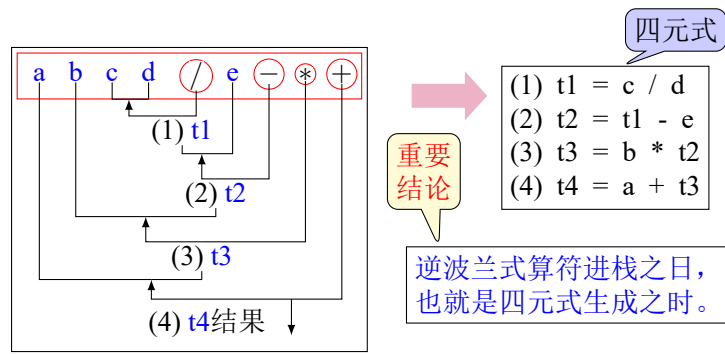 四元式
a b c d / e − * +
(1) t1
(2) t2
(3) t3
(4) t4结果
(1) t1 = c / d
(2) t2 = t1 - e
(3) t3 = b * t2
(4) t4 = a + t3
重要
结论
逆波兰式算符进栈之日，
也就是四元式生成之时。